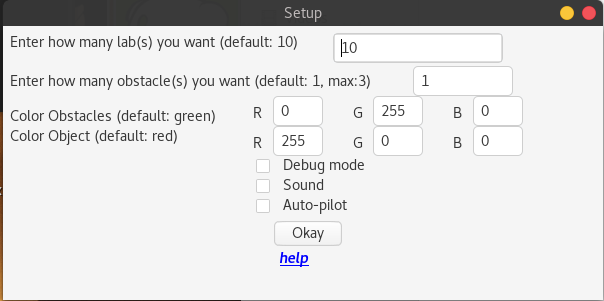 Setup
Enter how many lab(s) you want (default: 10) 10
Enter how many obstacle(s) you want (default: 1, max:3) 1
Color Obstacles (default: green) R 0 G 255 B 0
Color Object (default: red) R 255 G 0 B 0
Debug mode
Sound
Auto-pilot
Okay
help